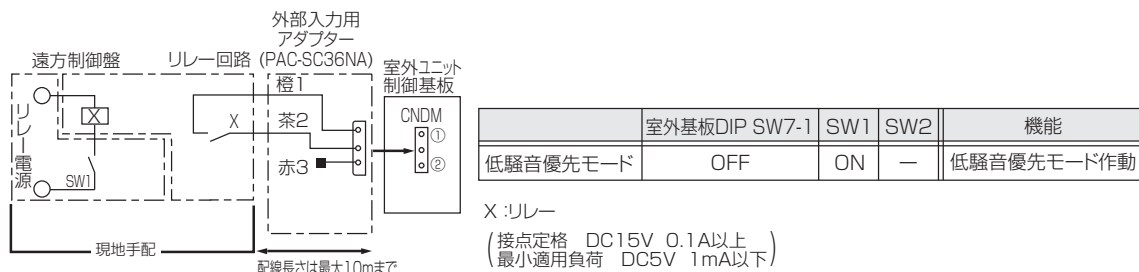 外部入力用
アダプター
(PAC-SC36NA)
遠方制御盤
リレー回路
室外ユニット
制御基板
橙1
茶2
赤3
CNDM
①
②
リレー電源
X
X
SW1
現地手配
配線長さは最大10mまで
室外基板DIP SW7-1 SW1 SW2 機能
低騒音優先モード OFF ON — 低騒音優先モード作動
X:リレー
(接点定格 DC15V 0.1A以上
最小適用負荷 DC5V 1mA以下)